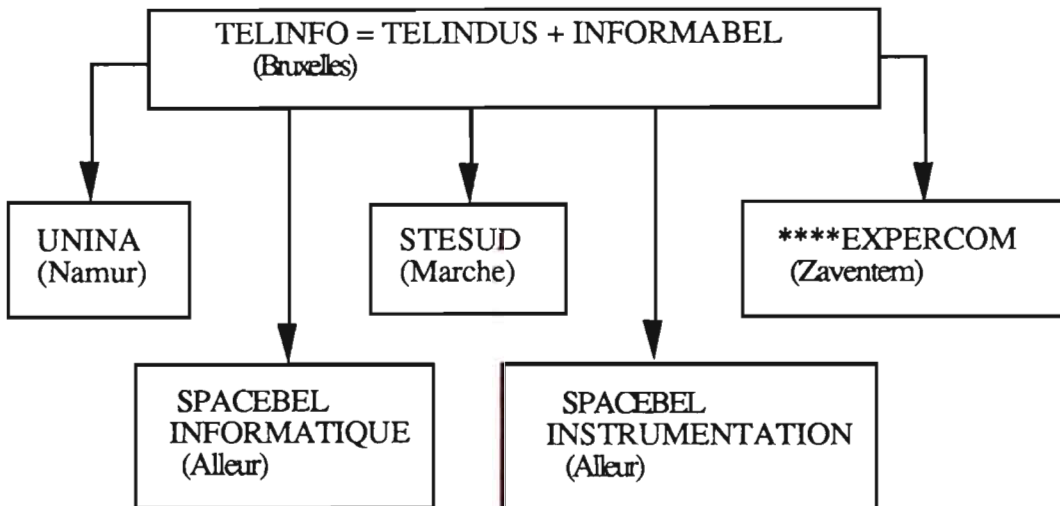 TELINFO = TELINDUS + INFORMABEL
(Bruxelles)
UNINA
(Namur)
STESUD
(Marche)
****EXPERCOM
(Zaventem)
SPACEBEL
INFORMATIQUE
(Alleur)
SPACEBEL
INSTRUMENTATION
(Alleur)